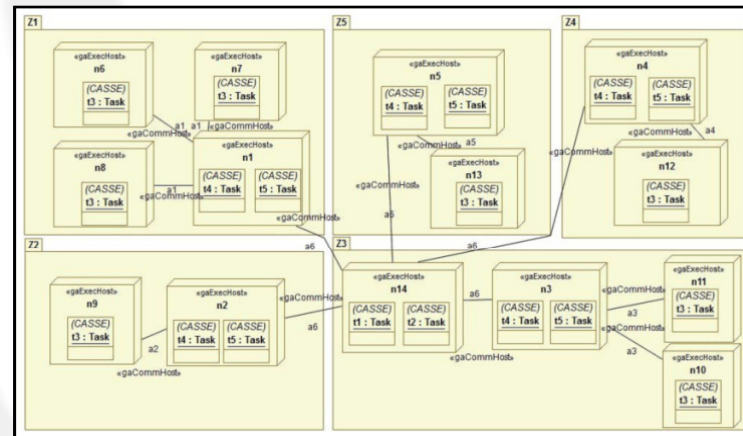 Z1
«gaExecHost»
n6
(CASSE)
t3 : Task
«gaExecHost»
n7
(CASSE)
t3 : Task
a1
a1
«gaCommHost»
«gaExecHost»
n8
(CASSE)
t3 : Task
a1
«gaCommHost»
«gaExecHost»
n1
(CASSE)
t4 : Task
(CASSE)
t5 : Task
«gaCommHost»
a6
Z5
«gaExecHost»
n5
(CASSE)
t4 : Task
(CASSE)
t5 : Task
a5
«gaCommHost»
«gaExecHost»
n13
(CASSE)
t3 : Task
«gaCommHost»
a6
Z4
«gaExecHost»
n4
(CASSE)
t4 : Task
(CASSE)
t5 : Task
«gaCommHost»
a4
«gaCommHost»
«gaExecHost»
n12
(CASSE)
t3 : Task
a6
Z2
«gaExecHost»
n9
(CASSE)
t3 : Task
a2
«gaCommHost»
«gaExecHost»
n2
(CASSE)
t4 : Task
(CASSE)
t5 : Task
«gaCommHost»
a6
Z3
«gaExecHost»
n14
(CASSE)
t1 : Task
(CASSE)
t2 : Task
a6
«gaCommHost»
«gaExecHost»
n3
(CASSE)
t4 : Task
(CASSE)
t5 : Task
«gaCommHost»
a3
«gaCommHost»
a3
«gaExecHost»
n11
(CASSE)
t3 : Task
«gaExecHost»
n10
(CASSE)
t3 : Task